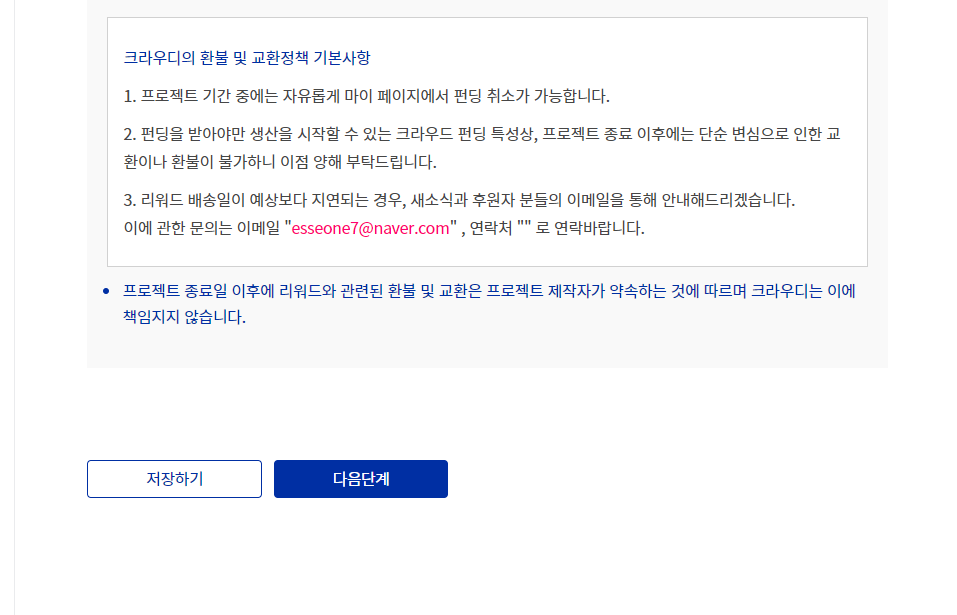 크라우디의 환불 및 교환정책 기본사항
1. 프로젝트 기간 중에는 자유롭게 마이 페이지에서 펀딩 취소가 가능합니다.
2. 펀딩을 받아야만 생산을 시작할 수 있는 크라우드 펀딩 특성상, 프로젝트 종료 이후에는 단순 변심으로 인한 교
환이나 환불이 불가하니 이점 양해 부탁드립니다.
3. 리워드 배송일이 예상보다 지연되는 경우, 새소식과 후원자 분들의 이메일을 통해 안내해드리겠습니다.
이에 관한 문의는 이메일 "esseone7@naver.com" , 연락처 "" 로 연락바랍니다.
• 프로젝트 종료일 이후에 리워드와 관련된 환불 및 교환은 프로젝트 제작자가 약속하는 것에 따르며 크라우디는 이에
책임지지 않습니다.
저장하기 다음단계